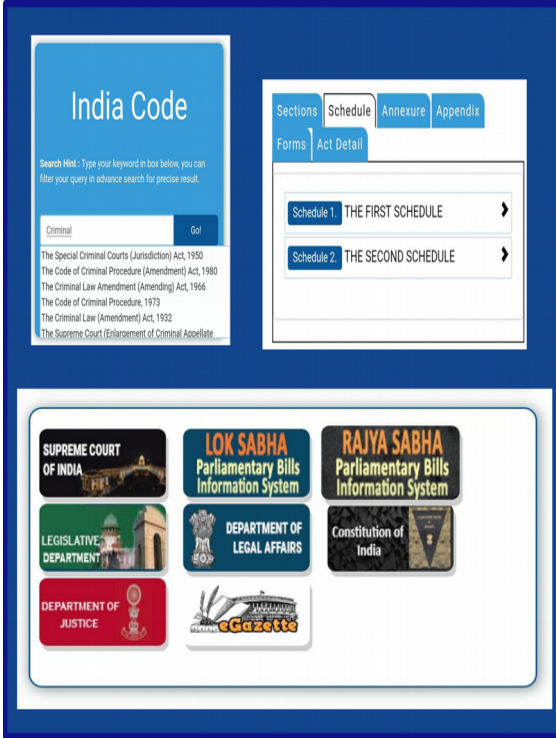 India Code
Search Hint : Type your keyword in box below, you can
filter your query in advance search for precise result.
Criminal
Go!
The Special Criminal Courts (Jurisdiction) Act, 1950
The Code of Criminal Procedure (Amendment) Act, 1980
The Criminal Law Amendment (Amending) Act, 1966
The Code of Criminal Procedure, 1973
The Criminal Law (Amendment) Act, 1932
The Supreme Court (Enlargement of Criminal Appellate
Sections Schedule Annexure Appendix
Forms Act Detail
Schedule 1. THE FIRST SCHEDULE
Schedule 2. THE SECOND SCHEDULE
SUPREME COURT
OF INDIA
LOK SABHA
Parliamentary Bills
Information System
RAJYA SABHA
Parliamentary Bills
Information System
LEGISLATIVE
DEPARTMENT
DEPARTMENT OF
LEGAL AFFAIRS
Constitution of
India
DEPARTMENT OF
JUSTICE
eGazette